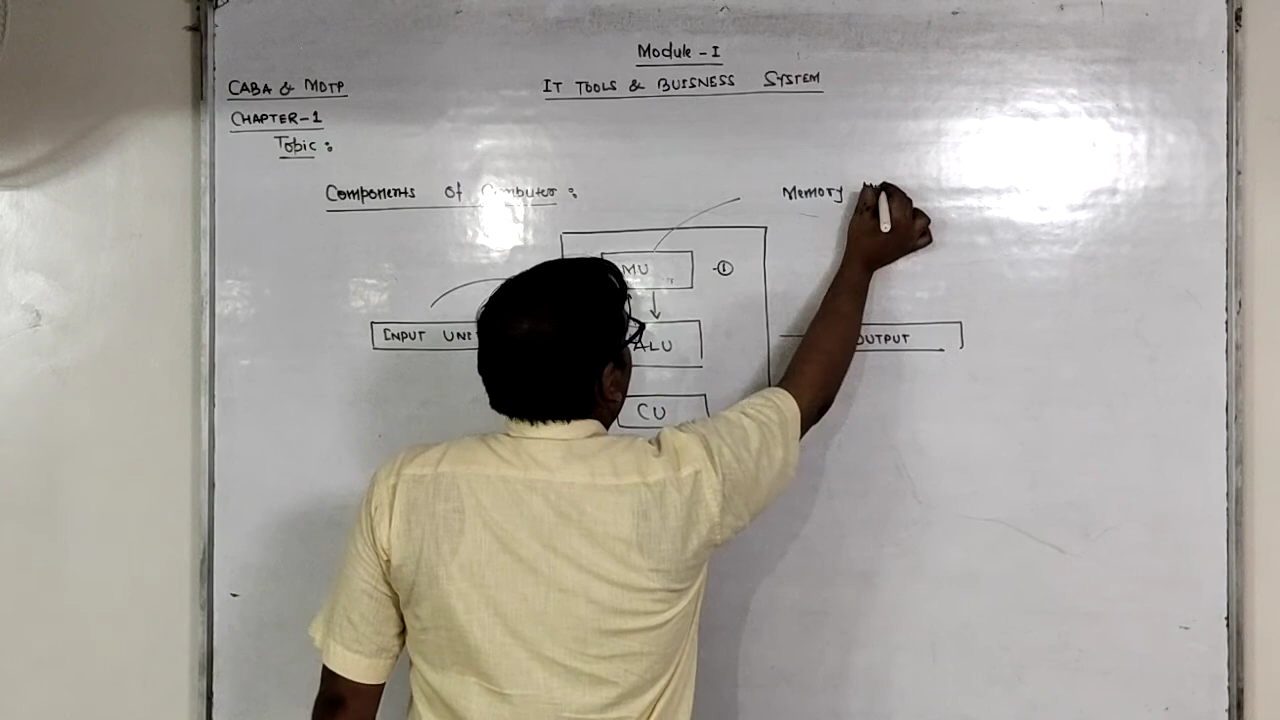 Module - I
CABA & MDTP
IT TOOLS & BUISNESS SYSTEM
CHAPTER-1
Topic :
Components of Computer :
Memory
MU
-①
INPUT
ALU
OUTPUT
CU